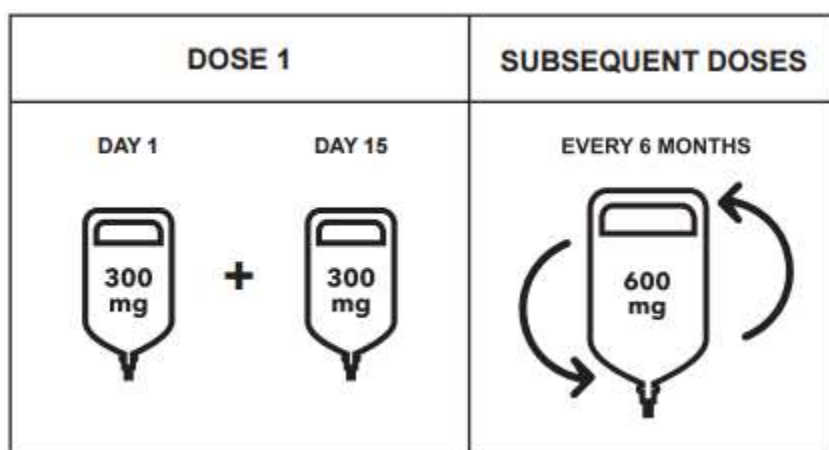 DOSE 1
SUBSEQUENT DOSES
DAY 1
DAY 15
EVERY 6 MONTHS
300
mg
+
300
mg
600
mg